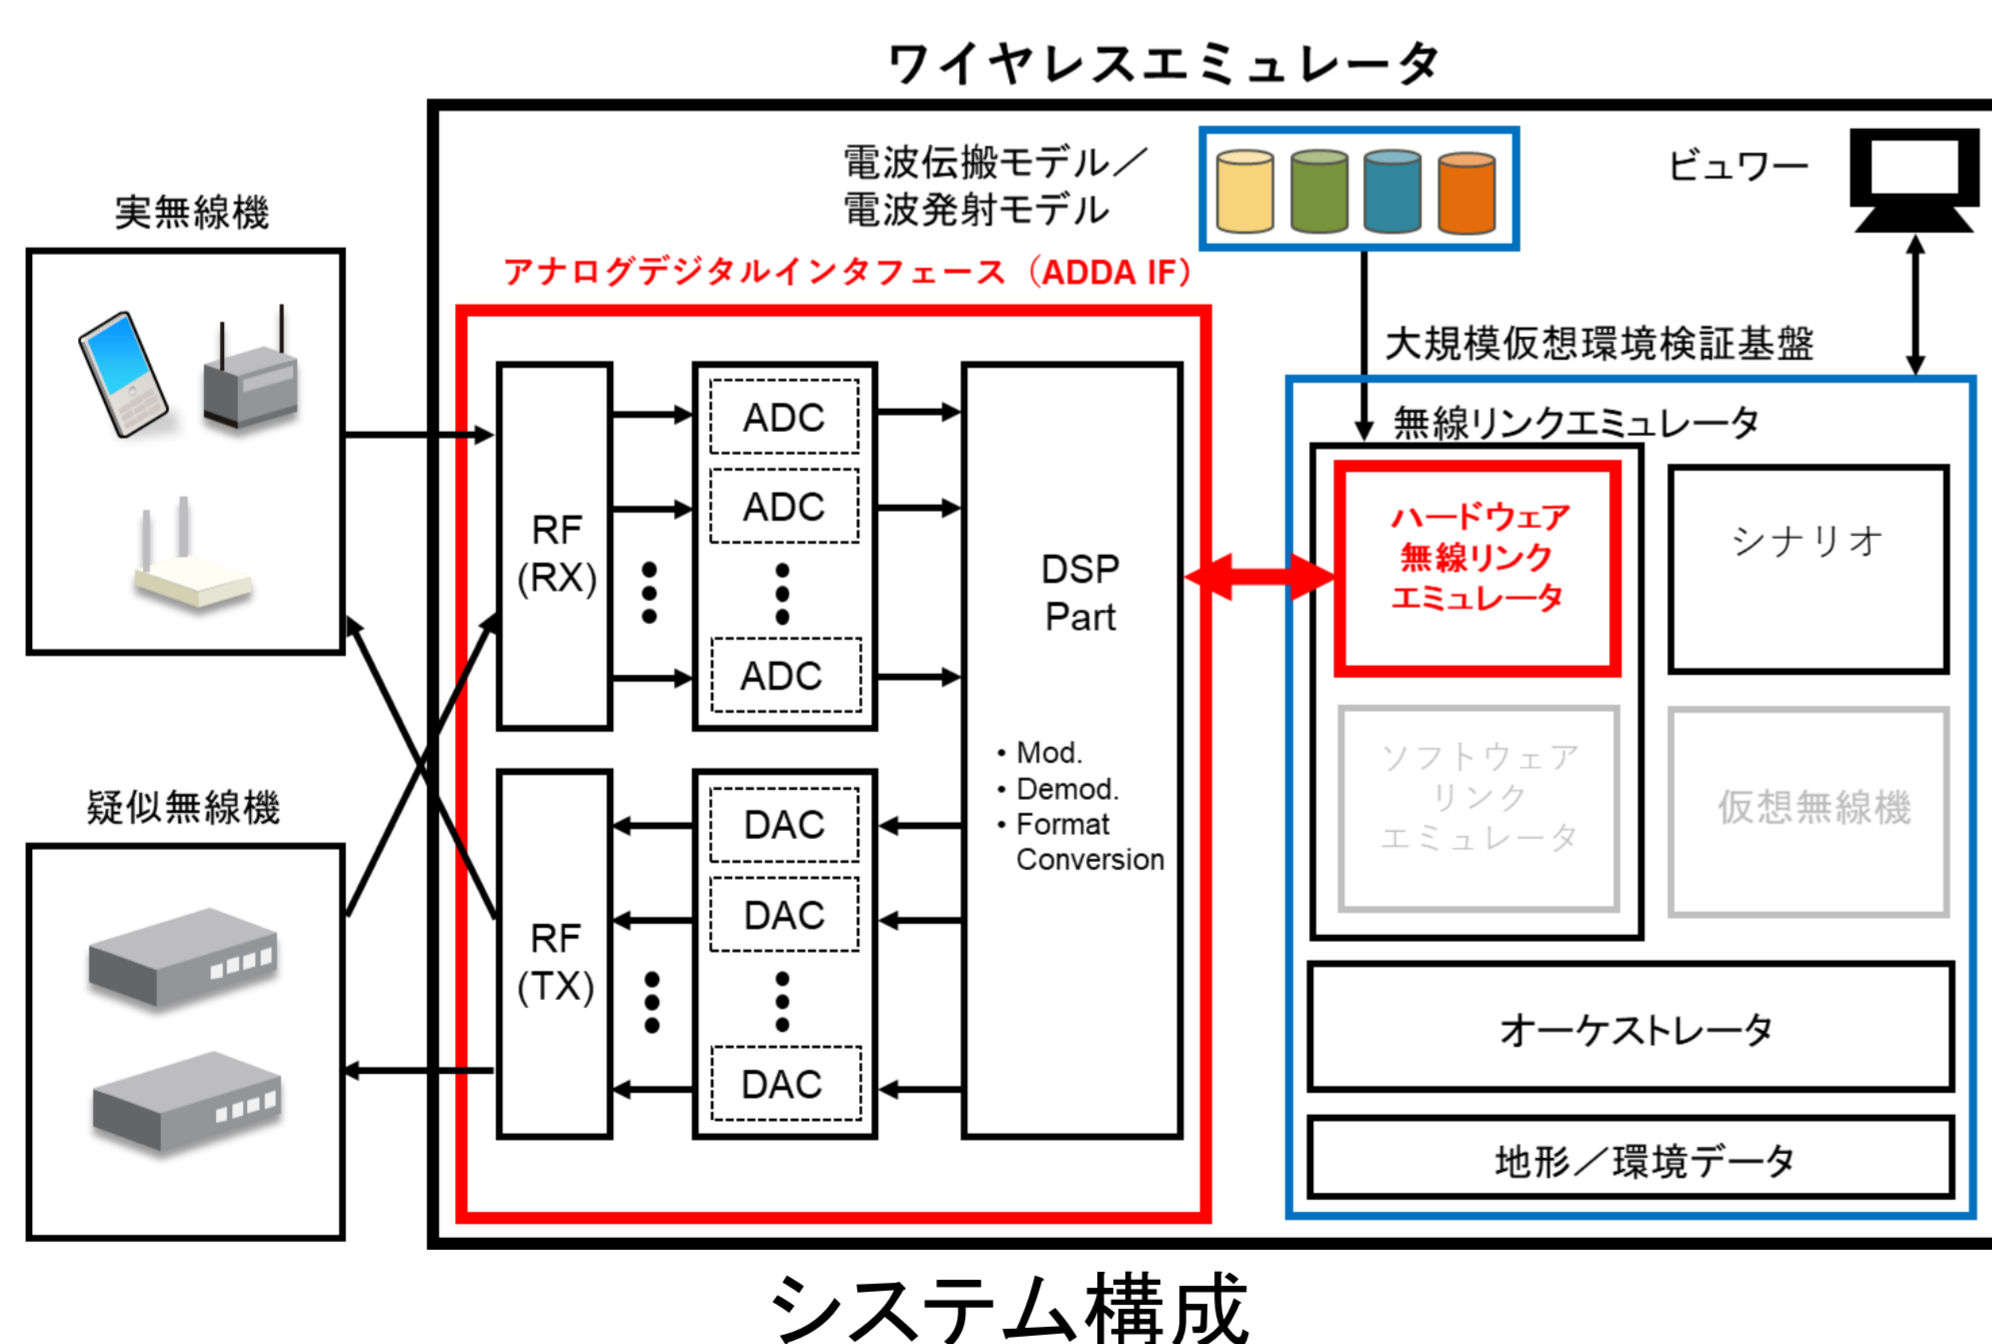 ワイヤレスエミュレータ
電波伝搬モデル／
電波発射モデル
ビュワー
実無線機
アナログデジタルインタフェース（ADDA IF）
大規模仮想環境検証基盤
無線リンクエミュレータ
RF
(RX)
ADC
ADC
ADC
DSP
Part
・Mod.
・Demod.
・Format
Conversion
ハードウェア
無線リンク
エミュレータ
シナリオ
ソフトウェア
リンク
エミュレータ
仮想無線機
疑似無線機
RF
(TX)
DAC
DAC
DAC
オーケストレータ
地形／環境データ
システム構成